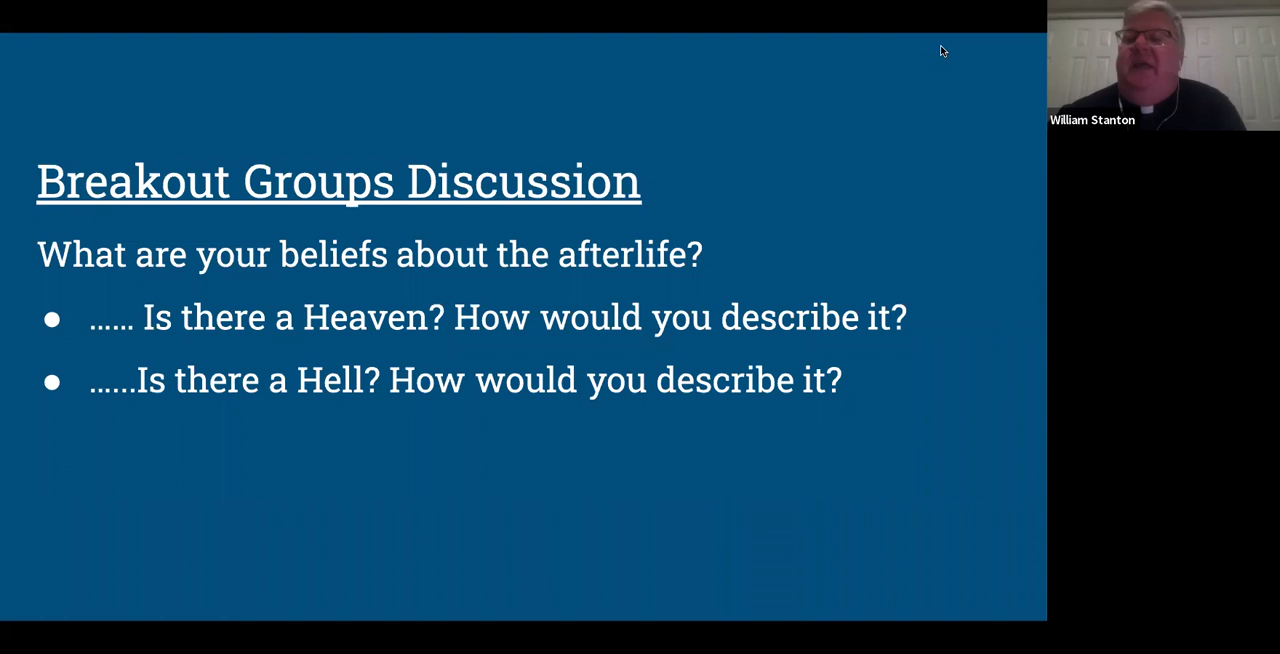 Breakout Groups Discussion
What are your beliefs about the afterlife?
● ...... Is there a Heaven? How would you describe it?
● ......Is there a Hell? How would you describe it?
William Stanton